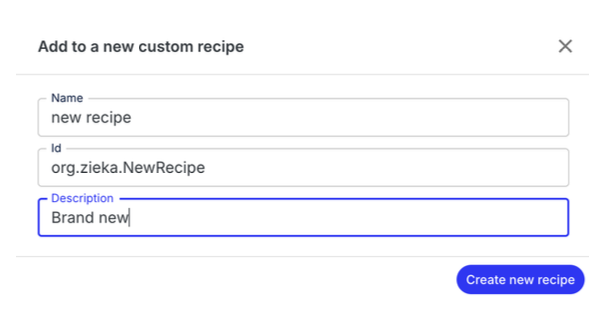 Add to a new custom recipe
Name
new recipe
Id
org.zieka.NewRecipe
Description
Brand new
Create new recipe